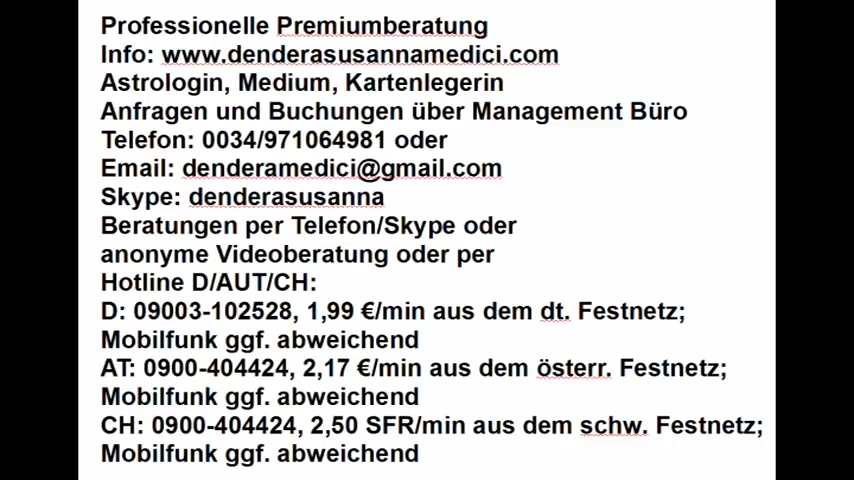 Professionelle Premiumberatung
Info: www.denderasusannamedici.com
Astrologin, Medium, Kartenlegerin
Anfragen und Buchungen über Management Büro
Telefon: 0034/971064981 oder
Email: denderamedici@gmail.com
Skype: denderasusanna
Beratungen per Telefon/Skype oder
anonyme Videoberatung oder per
Hotline D/AUT/CH:
D: 09003-102528, 1,99 €/min aus dem dt. Festnetz;
Mobilfunk ggf. abweichend
AT: 0900-404424, 2,17 €/min aus dem österr. Festnetz;
Mobilfunk ggf. abweichend
CH: 0900-404424, 2,50 SFR/min aus dem schw. Festnetz;
Mobilfunk ggf. abweichend